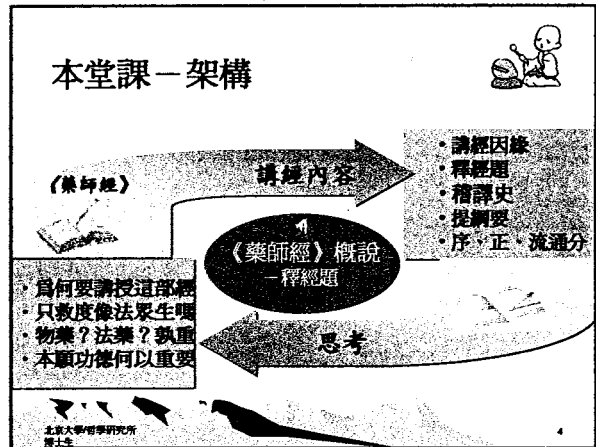 本堂課－架構
《藥師經》
講經內容
・講經因緣
・釋經題
・稽譯史
・提綱要
・序、正、流通分
1
《藥師經》概說
－釋經題
・為何要講授這部經
・只救度像法眾生嗎
・物藥？法藥？孰重
・本願功德何以重要
思考
北京大學/哲學研究所
博士生
4